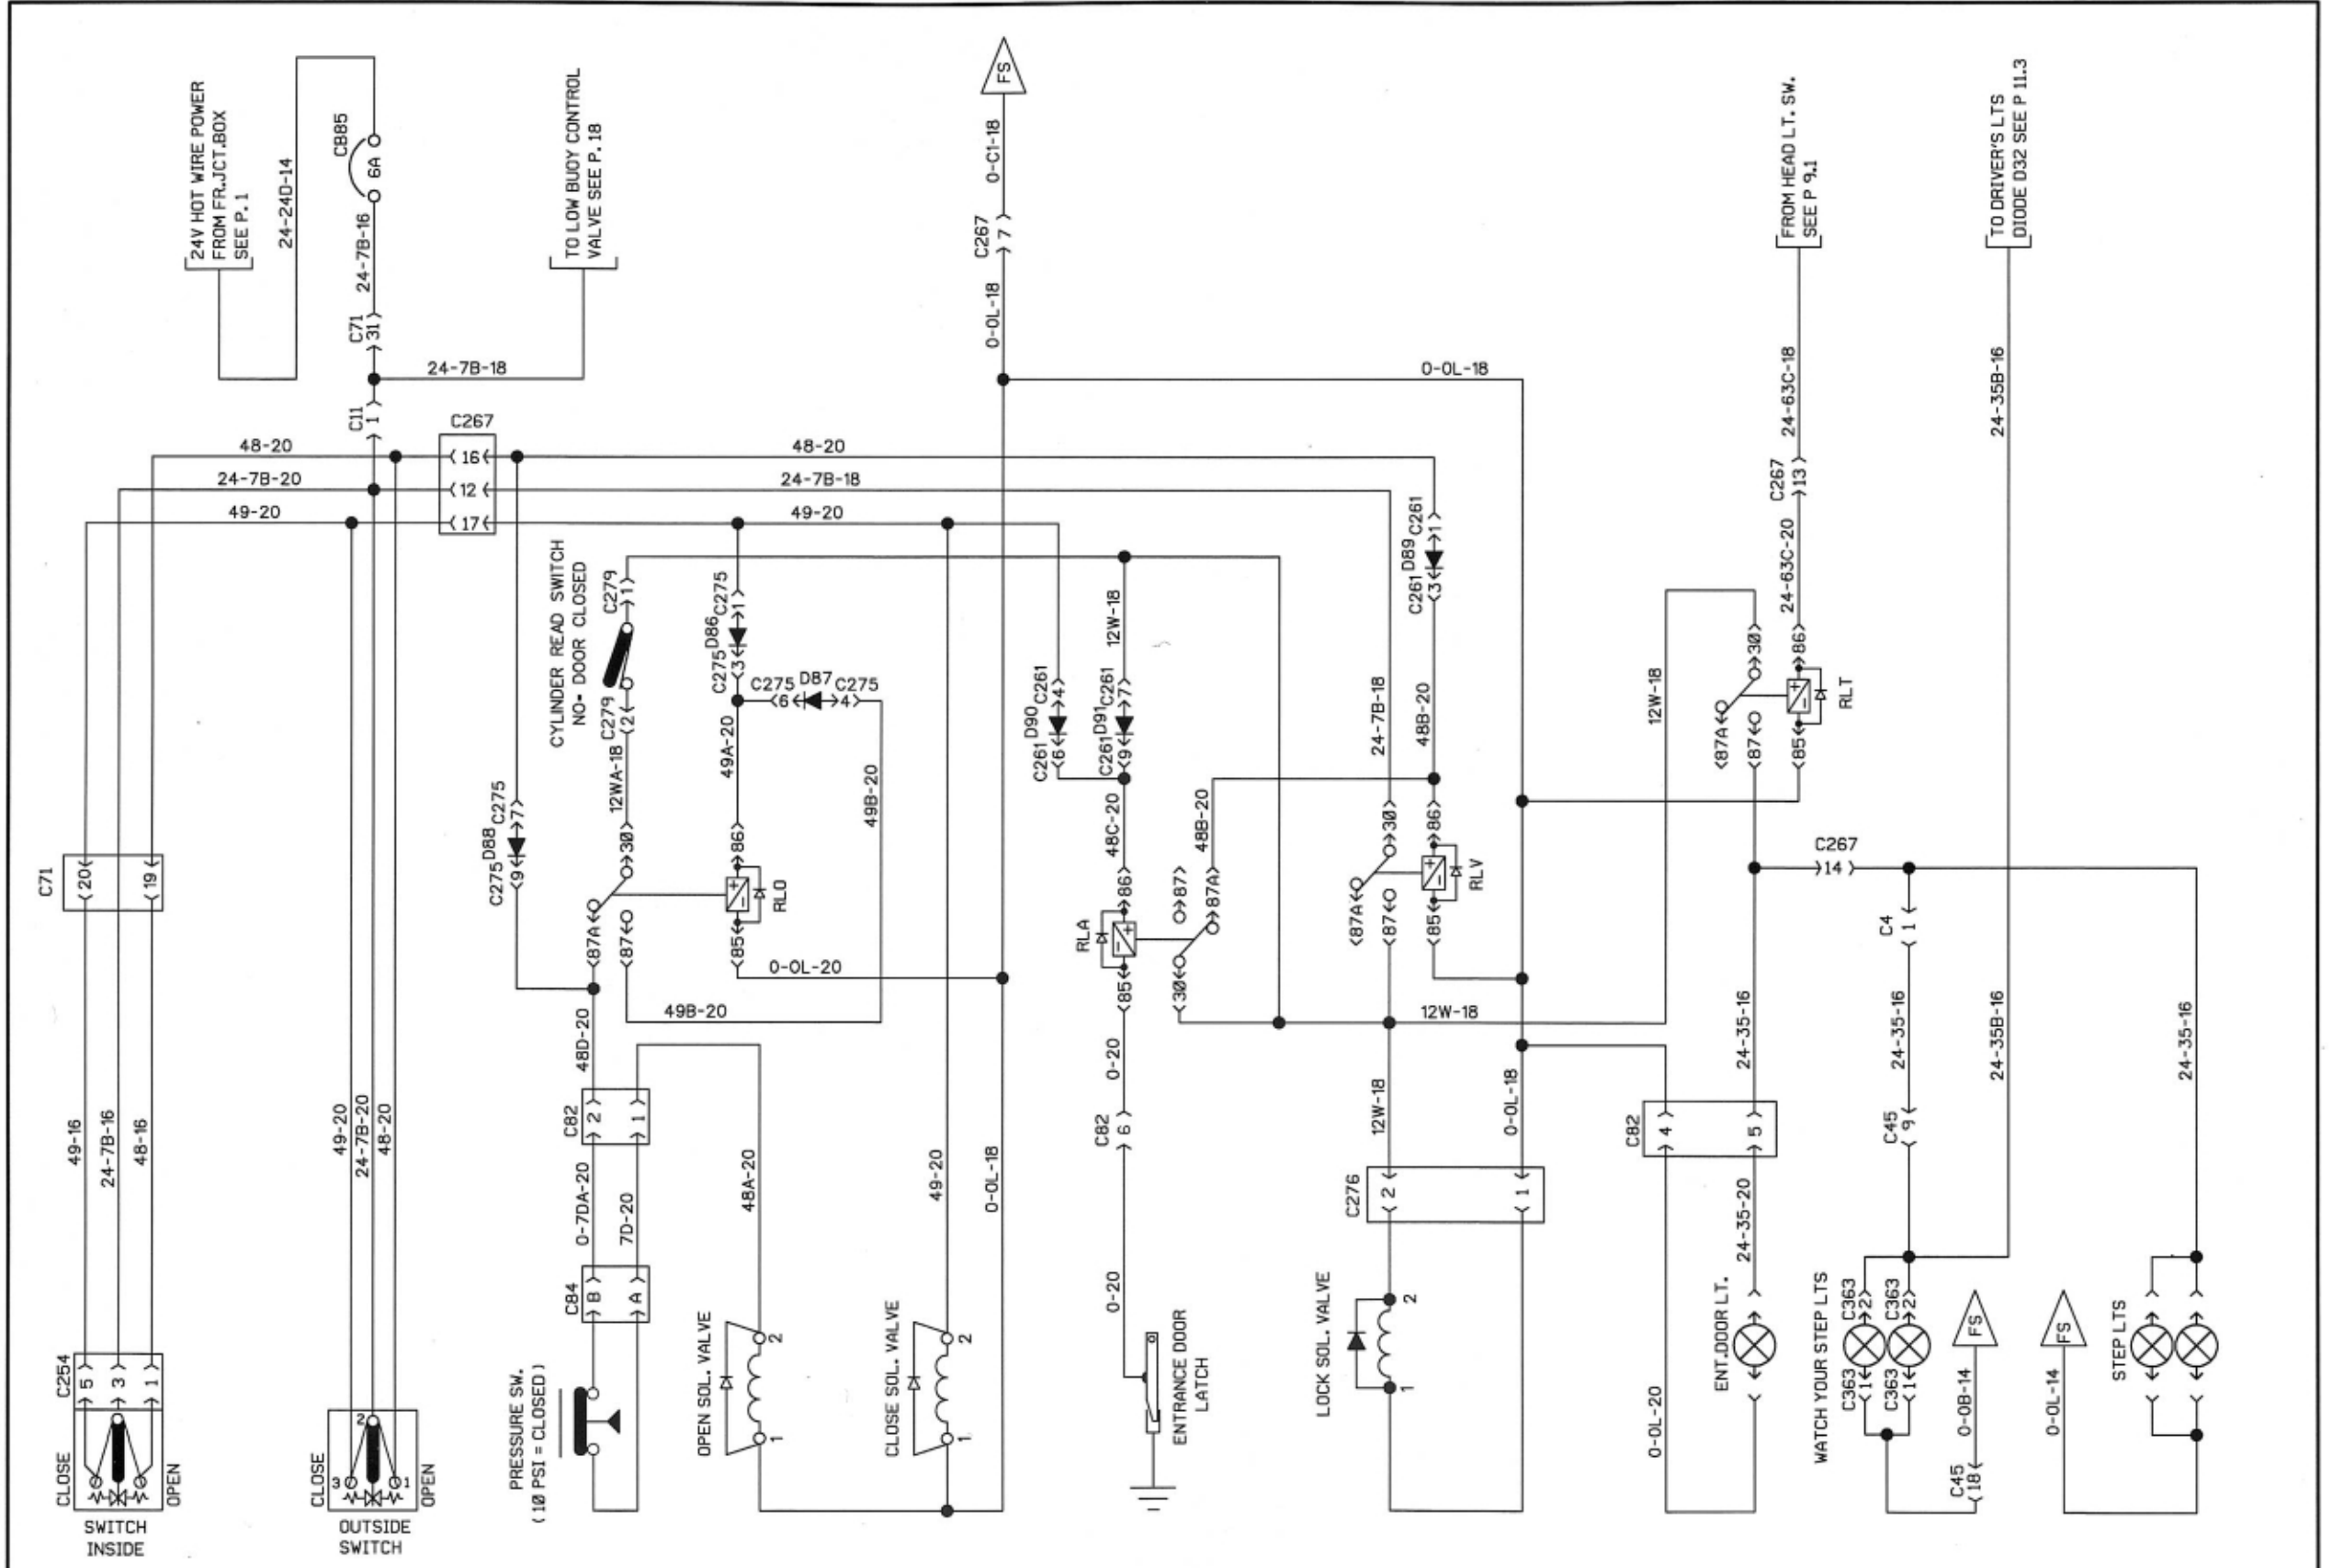 24V HOT WIRE POWER
FROM FR.JCT.BOX
SEE P. 1
24-24D-14
CB85
6A
24-7B-16
C71
31
TO LOW BUOY CONTROL
VALVE SEE P. 18
24-7B-18
C11
1
FS
0-C1-18
C267
7
0-0L-18
0-0L-18
FROM HEAD LT. SW.
SEE P 9.1
24-63C-18
C267
13
24-63C-20
TO DRIVER'S LTS
DIODE D32 SEE P 11.3
24-35B-16
C267
48-20
16
48-20
24-7B-20
12
24-7B-18
49-20
17
49-20
CYLINDER READ SWITCH
NO- DOOR CLOSED
C279
1
C279
2
12WA-18
30
C275
1
D86
C275
3
C275 D87 C275
6
4
49A-20
49B-20
C275
7
D88
C275
9
87A
87
86
85
RLO
0-0L-20
49B-20
C261
4
D90
C261
6
12W-18
C261
7
D91
C261
9
48C-20
86
RLA
85
87
87A
30
48B-20
C261
1
D89
C261
3
24-7B-18
48B-20
30
87A
87
86
85
RLV
12W-18
12W-18
30
87A
87
86
85
RLT
C267
14
C4
1
24-35-16
24-35-16
C45
9
24-35B-16
24-35-16
C71
20
19
49-16
24-7B-16
48-16
49-20
24-7B-20
48-20
48D-20
C82
2
1
0-7DA-20
7D-20
C84
B
A
48A-20
49-20
0-0L-18
0-20
C82
6
0-20
12W-18
0-0L-18
C276
2
1
C82
4
5
24-35-20
0-0L-20
C254
5
3
1
CLOSE
OPEN
SWITCH
INSIDE
CLOSE
3
2
1
OPEN
OUTSIDE
SWITCH
PRESSURE SW.
( 10 PSI = CLOSED )
OPEN SOL. VALVE
2
1
CLOSE SOL. VALVE
2
1
ENTRANCE DOOR
LATCH
LOCK SOL. VALVE
2
1
ENT.DOOR LT.
WATCH YOUR STEP LTS
C363
2
C363
2
C363
1
C363
1
FS
0-0B-14
C45
18
FS
0-0L-14
STEP LTS